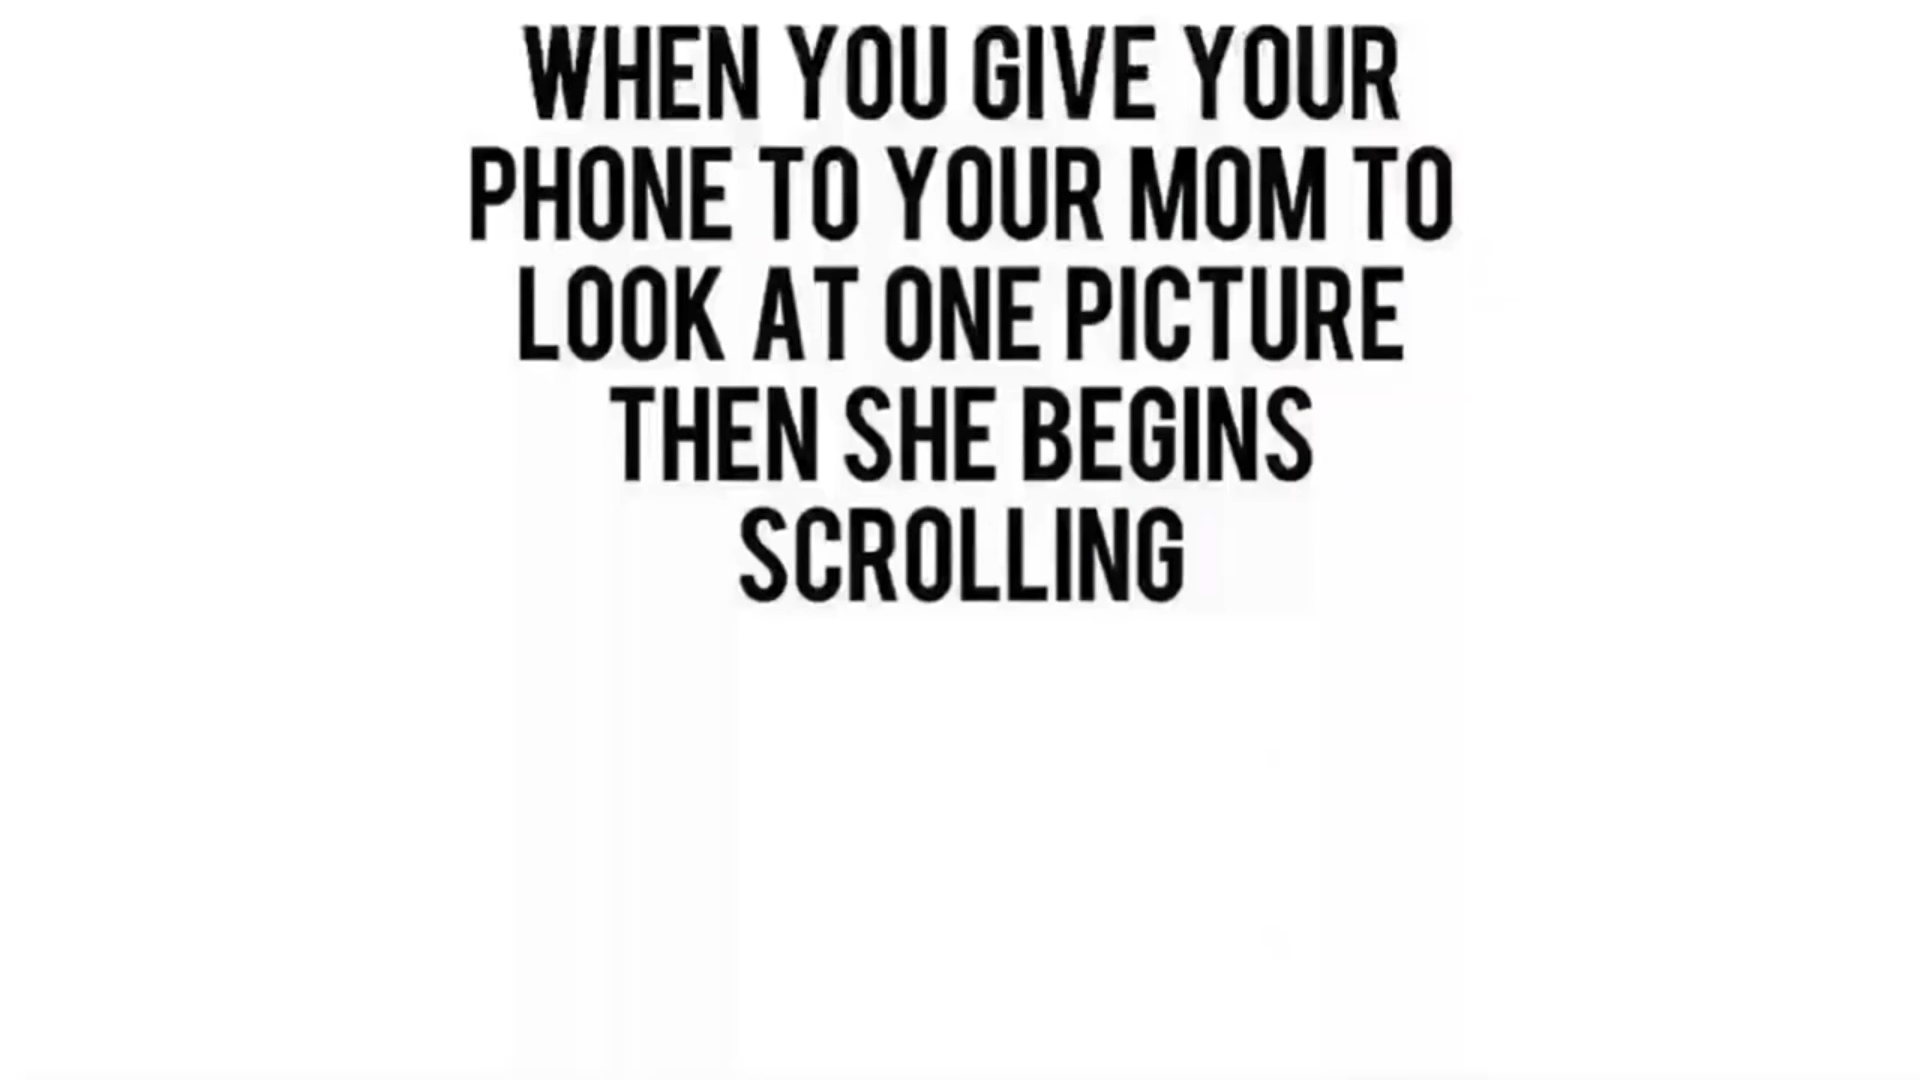 WHEN YOU GIVE YOUR
PHONE TO YOUR MOM TO
LOOK AT ONE PICTURE
THEN SHE BEGINS
SCROLLING